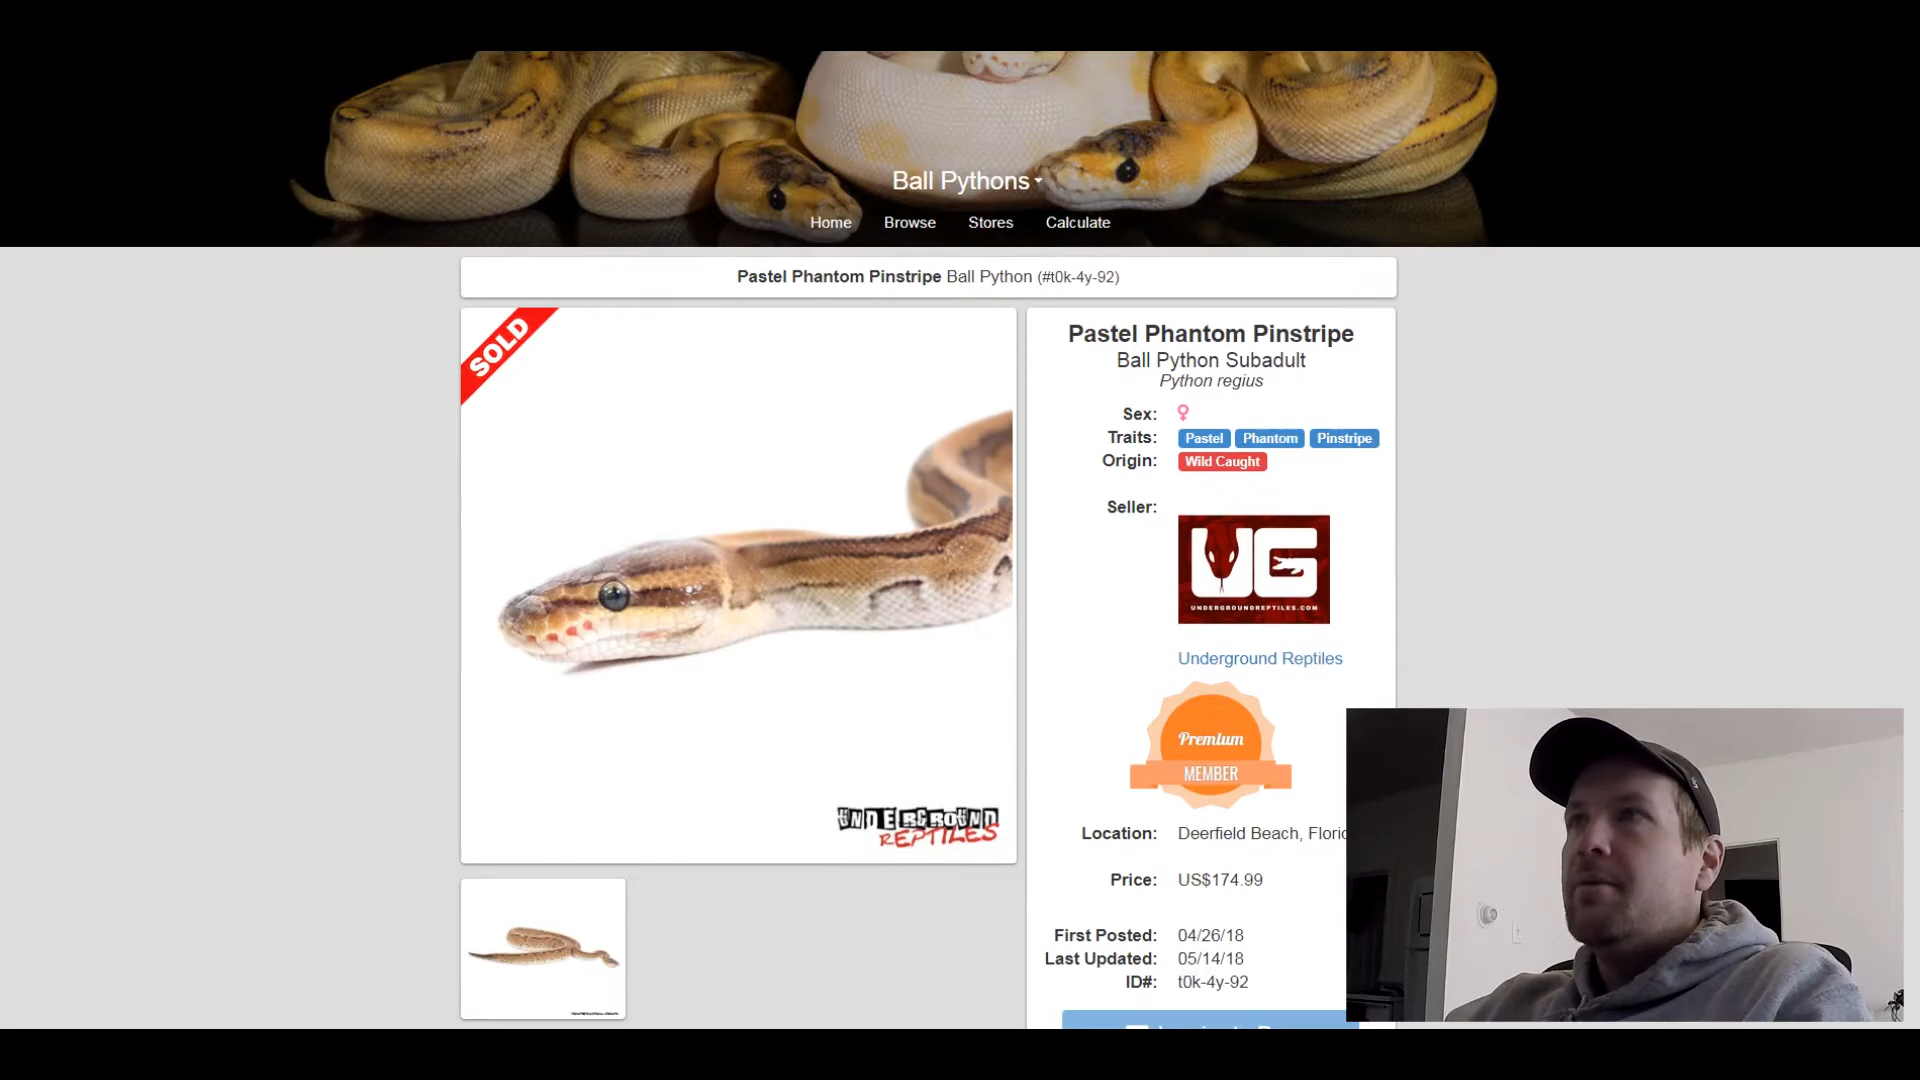 Ball Pythons
Home Browse Stores Calculate
Pastel Phantom Pinstripe Ball Python (#t0k-4y-92)
SOLD
UNDERGROUND
REPTILES
Pastel Phantom Pinstripe
Ball Python Subadult
Python regius
Sex: ♀
Traits: Pastel Phantom Pinstripe
Origin: Wild Caught
Seller:
UG
UNDERGROUNDREPTILES.COM
Underground Reptiles
Premium
MEMBER
Location: Deerfield Beach,
Price: US$174.99
First Posted: 04/26/18
Last Updated: 05/14/18
ID#: t0k-4y-92